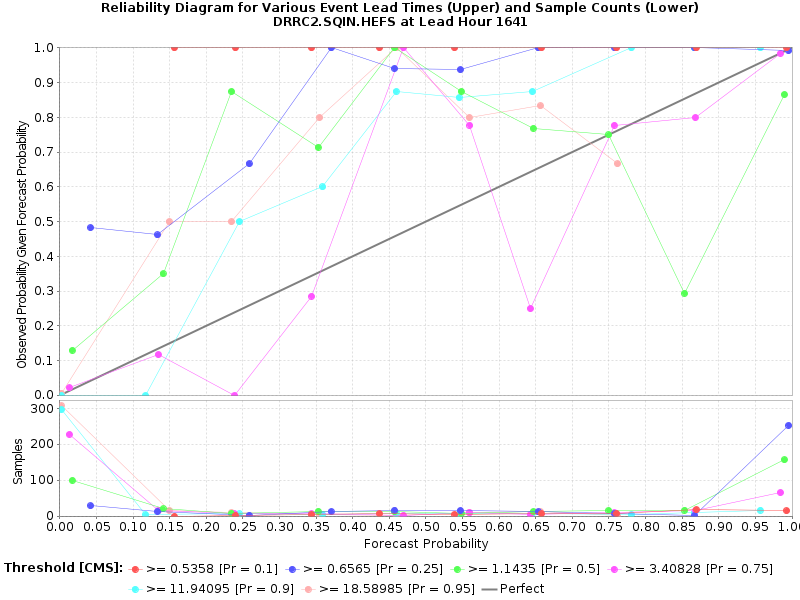 Reliability Diagram for Various Event Lead Times (Upper) and Sample Counts (Lower)
DRRC2.SQIN.HEFS at Lead Hour 1641
Observed Probability Given Forecast Probability
1.0
0.9
0.8
0.7
0.6
0.5
0.4
0.3
0.2
0.1
0.0
Samples
300
200
100
0
0.00 0.05 0.10 0.15 0.20 0.25 0.30 0.35 0.40 0.45 0.50 0.55 0.60 0.65 0.70 0.75 0.80 0.85 0.90 0.95 1.0
Forecast Probability
Threshold [CMS]: >= 0.5358 [Pr = 0.1] >= 0.6565 [Pr = 0.25] >= 1.1435 [Pr = 0.5] >= 3.40828 [Pr = 0.75]
>= 11.94095 [Pr = 0.9] >= 18.58985 [Pr = 0.95] Perfect